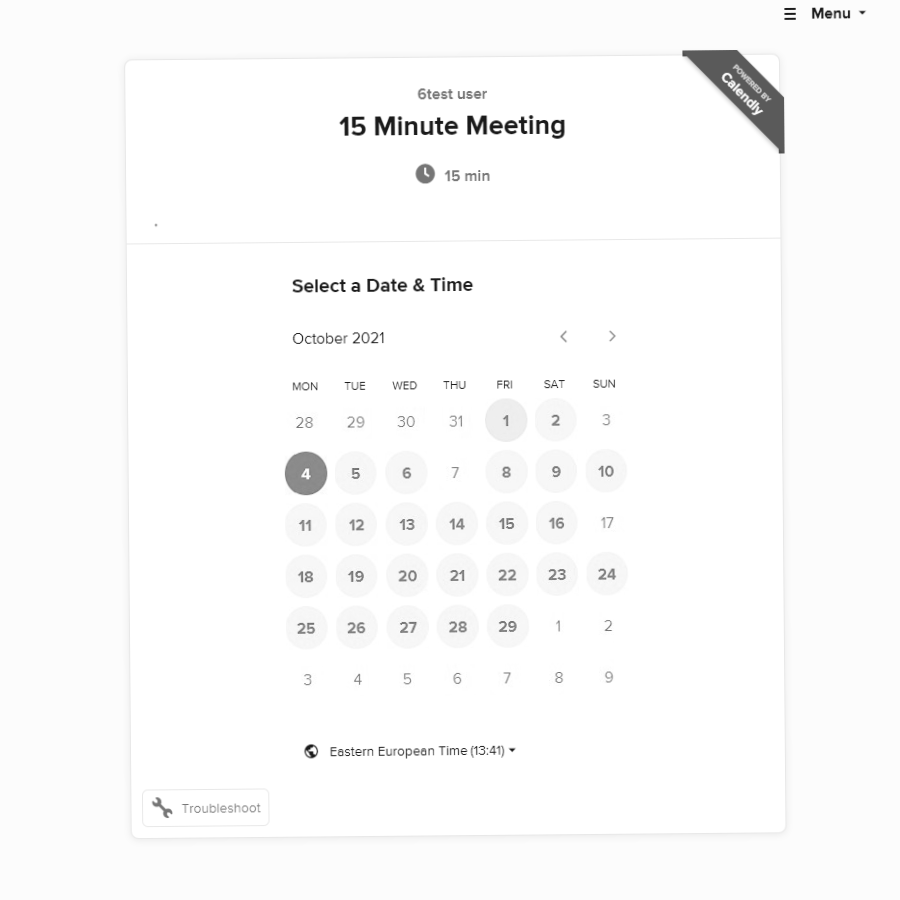 Menu
POWERED BY
Calendly
6test user
15 Minute Meeting
15 min
.
Select a Date & Time
October 2021
MON TUE WED THU FRI SAT SUN
28 29 30 31 1 2 3
4 5 6 7 8 9 10
11 12 13 14 15 16 17
18 19 20 21 22 23 24
25 26 27 28 29 1 2
3 4 5 6 7 8 9
Eastern European Time (13:41)
Troubleshoot